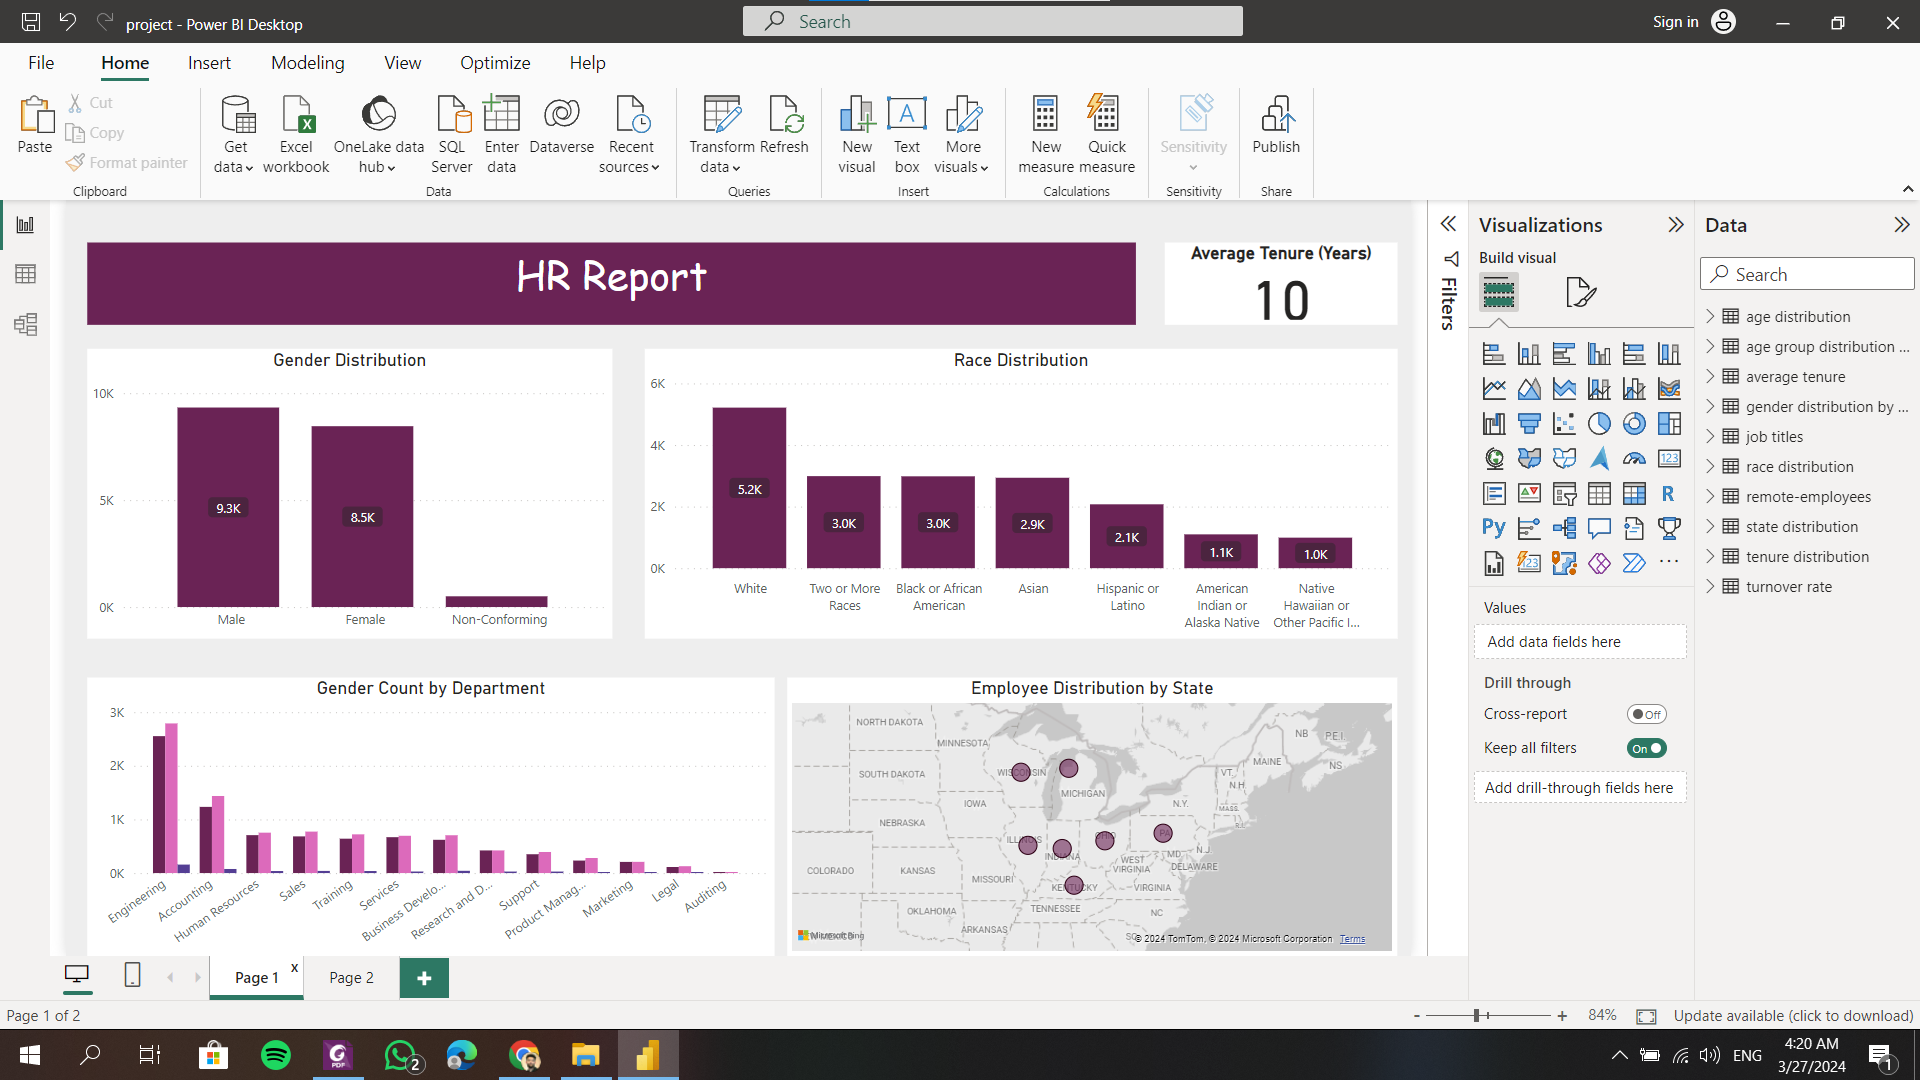 project - Power BI Desktop
Search
Sign in
File Home Insert Modeling View Optimize Help
Paste
Cut
Copy
Format painter
Clipboard
Get data
Excel workbook
OneLake data hub
SQL Server
Enter data
Dataverse
Recent sources
Data
Transform data
Refresh
Queries
New visual
Text box
More visuals
Insert
New measure
Quick measure
Calculations
Sensitivity
Sensitivity
Publish
Share
HR Report
Average Tenure (Years)
10
Gender Distribution
10K
5K
0K
9.3K
8.5K
Male
Female
Non-Conforming
Race Distribution
6K
4K
2K
0K
5.2K
3.0K
3.0K
2.9K
2.1K
1.1K
1.0K
White
Two or More Races
Black or African American
Asian
Hispanic or Latino
American Indian or Alaska Native
Native Hawaiian or Other Pacific I...
Gender Count by Department
3K
2K
1K
0K
Engineering
Accounting
Human Resources
Sales
Training
Services
Business Develo...
Research and D...
Support
Product Manag...
Marketing
Legal
Auditing
Employee Distribution by State
NORTH DAKOTA
MINNESOTA
SOUTH DAKOTA
WISCONSIN
MICHIGAN
IOWA
NEBRASKA
ILLINOIS
INDIANA
OHIO
PA
N.Y.
VT.
N.H.
MAINE
NB
P.E.I.
NS
MASS.
R.I.
N.J.
MD.
DELAWARE
WEST VIRGINIA
VIRGINIA
COLORADO
KANSAS
MISSOURI
KENTUCKY
TENNESSEE
NC
OKLAHOMA
ARKANSAS
Microsoft Bing
© 2024 TomTom, © 2024 Microsoft Corporation Terms
Filters
Visualizations
Build visual
123
R
Py
123
Values
Add data fields here
Drill through
Cross-report
Off
Keep all filters
On
Add drill-through fields here
Data
Search
age distribution
age group distribution ...
average tenure
gender distribution by ...
job titles
race distribution
remote-employees
state distribution
tenure distribution
turnover rate
Page 1 x
Page 2
+
Page 1 of 2
- + 84%
Update available (click to download)
PDF
2
ENG
4:20 AM
3/27/2024
1